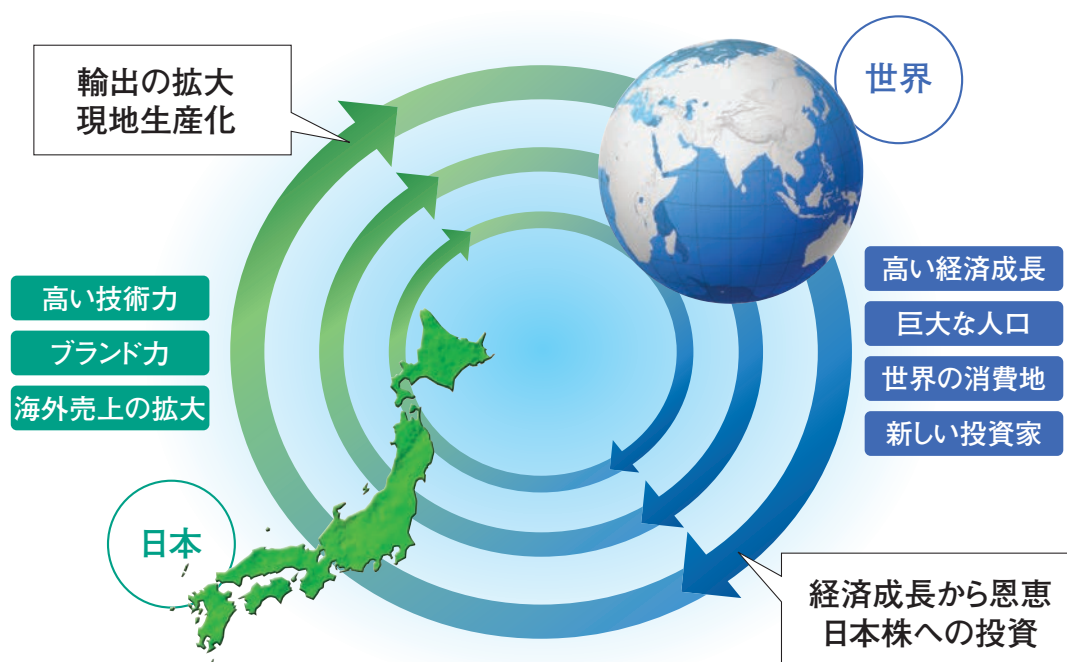 輸出の拡大
現地生産化
世界
高い技術力
ブランド力
海外売上の拡大
高い経済成長
巨大な人口
世界の消費地
新しい投資家
日本
経済成長から恩恵
日本株への投資